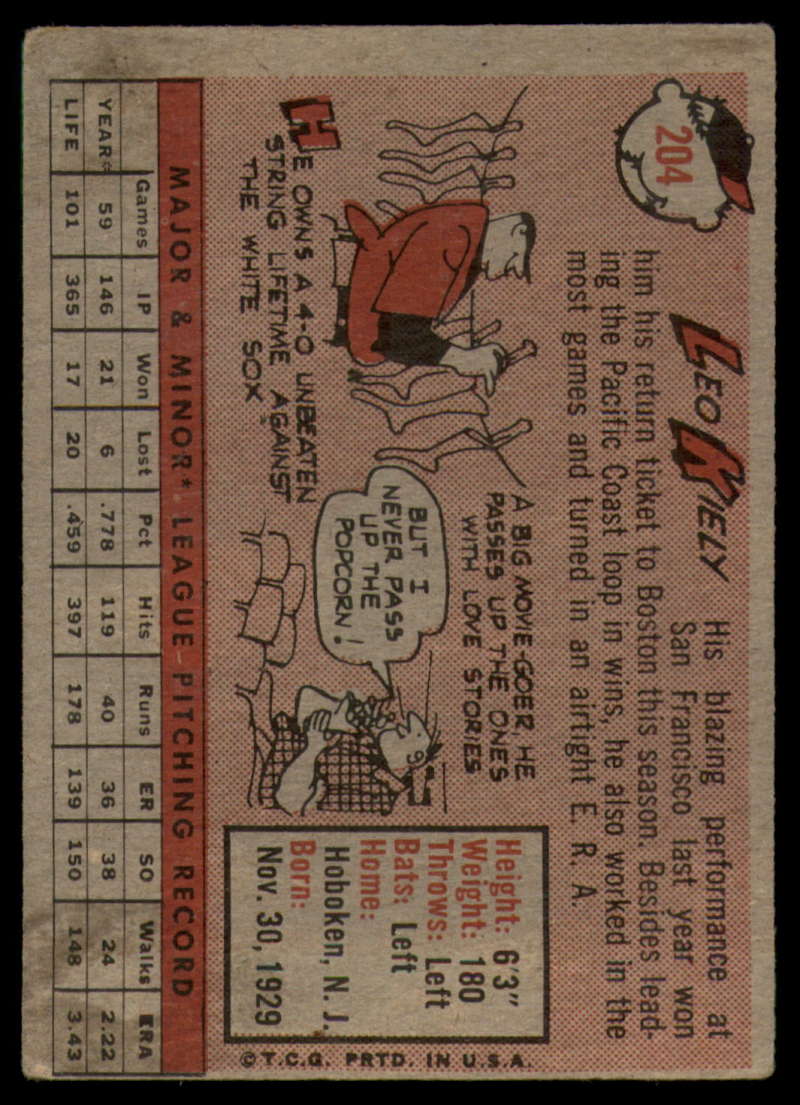 204
LEO KIELY
His blazing performance at
San Francisco last year won
him his return ticket to Boston this season. Besides lead-
ing the Pacific Coast loop in wins, he also worked in the
most games and turned in an airtight E. R. A.
HE OWNS A 4-0 UNBEATEN
STRING LIFETIME AGAINST
THE WHITE SOX
A BIG MOVIE-GOER, HE
PASSES UP THE ONES
WITH LOVE STORIES
BUT I
NEVER PASS
UP THE
POPCORN!
Height: 6'3"
Weight: 180
Throws: Left
Bats: Left
Home:
Hoboken, N. J.
Born:
Nov. 30, 1929
©T.C.G. PRTD. IN U.S.A.
MAJOR & MINOR* LEAGUE PITCHING RECORD
Games IP Won Lost Pct Hits Runs ER SO Walks ERA
YEAR* 59 146 21 6 .778 119 40 36 38 24 2.22
LIFE 101 365 17 20 .459 397 178 139 150 148 3.43